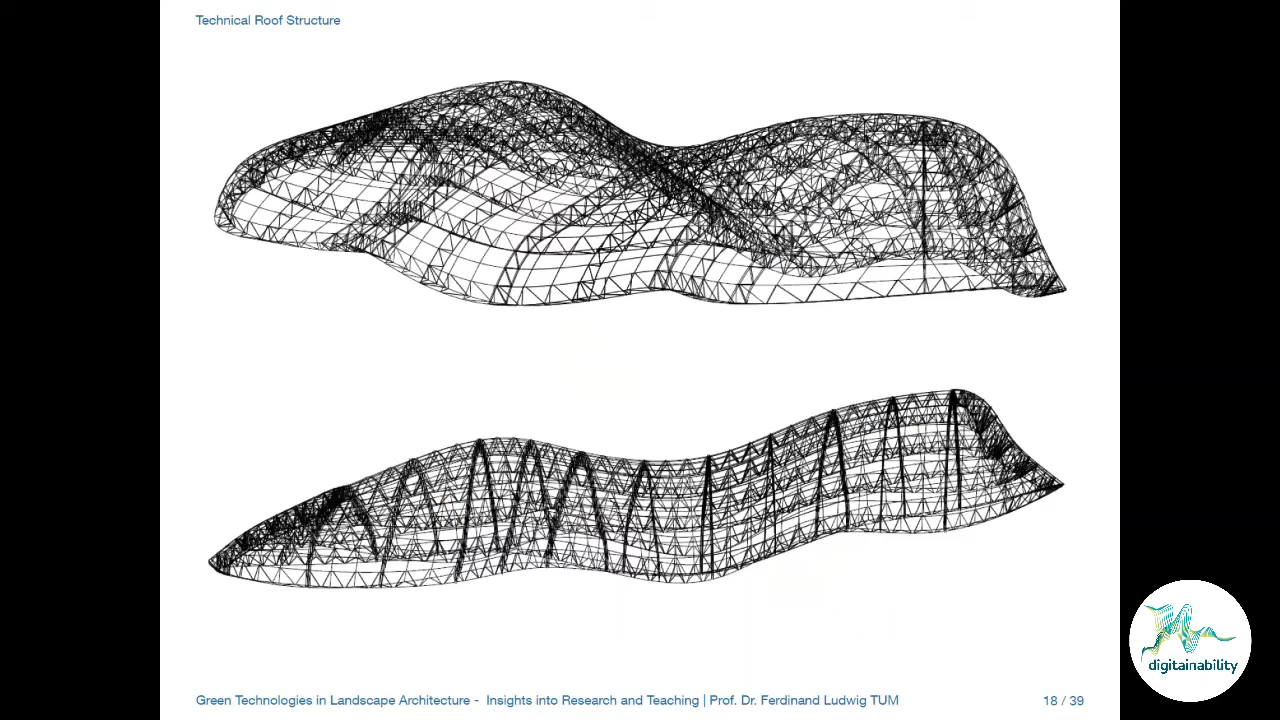 Technical Roof Structure
digitainability
Green Technologies in Landscape Architecture - Insights into Research and Teaching | Prof. Dr. Ferdinand Ludwig TUM
18 / 39